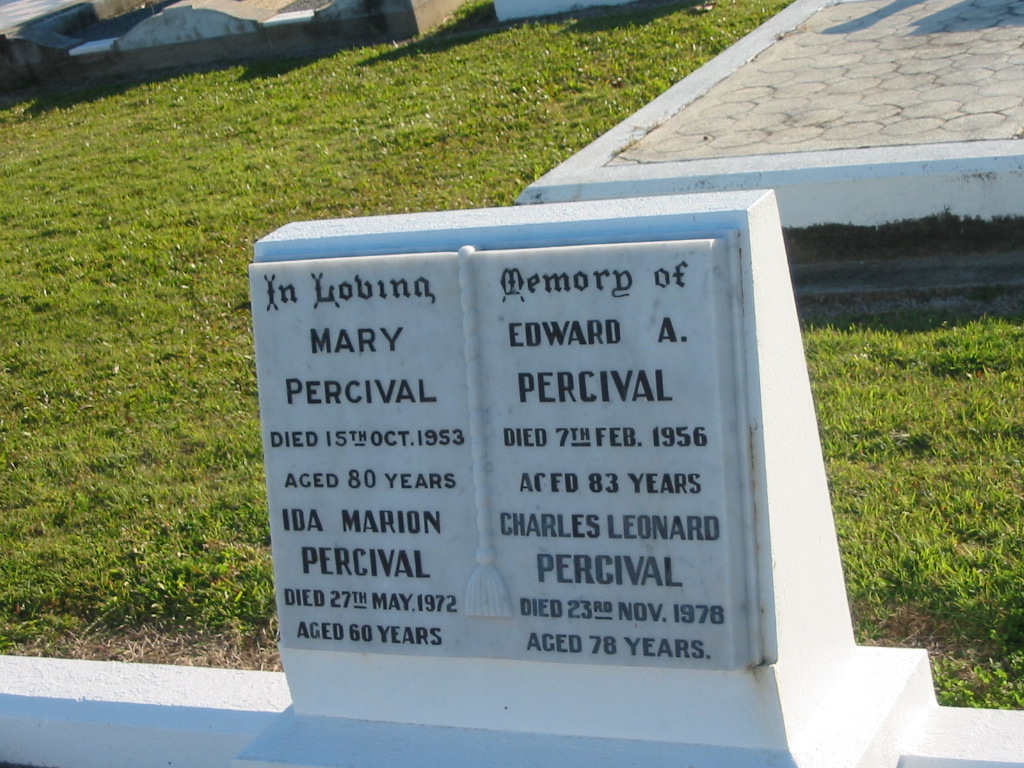 In Loving Memory of
MARY
PERCIVAL
DIED 15TH OCT. 1953
AGED 80 YEARS
IDA MARION
PERCIVAL
DIED 27TH MAY. 1972
AGED 60 YEARS
EDWARD A.
PERCIVAL
DIED 7TH FEB. 1956
AGED 83 YEARS
CHARLES LEONARD
PERCIVAL
DIED 23RD NOV. 1978
AGED 78 YEARS.